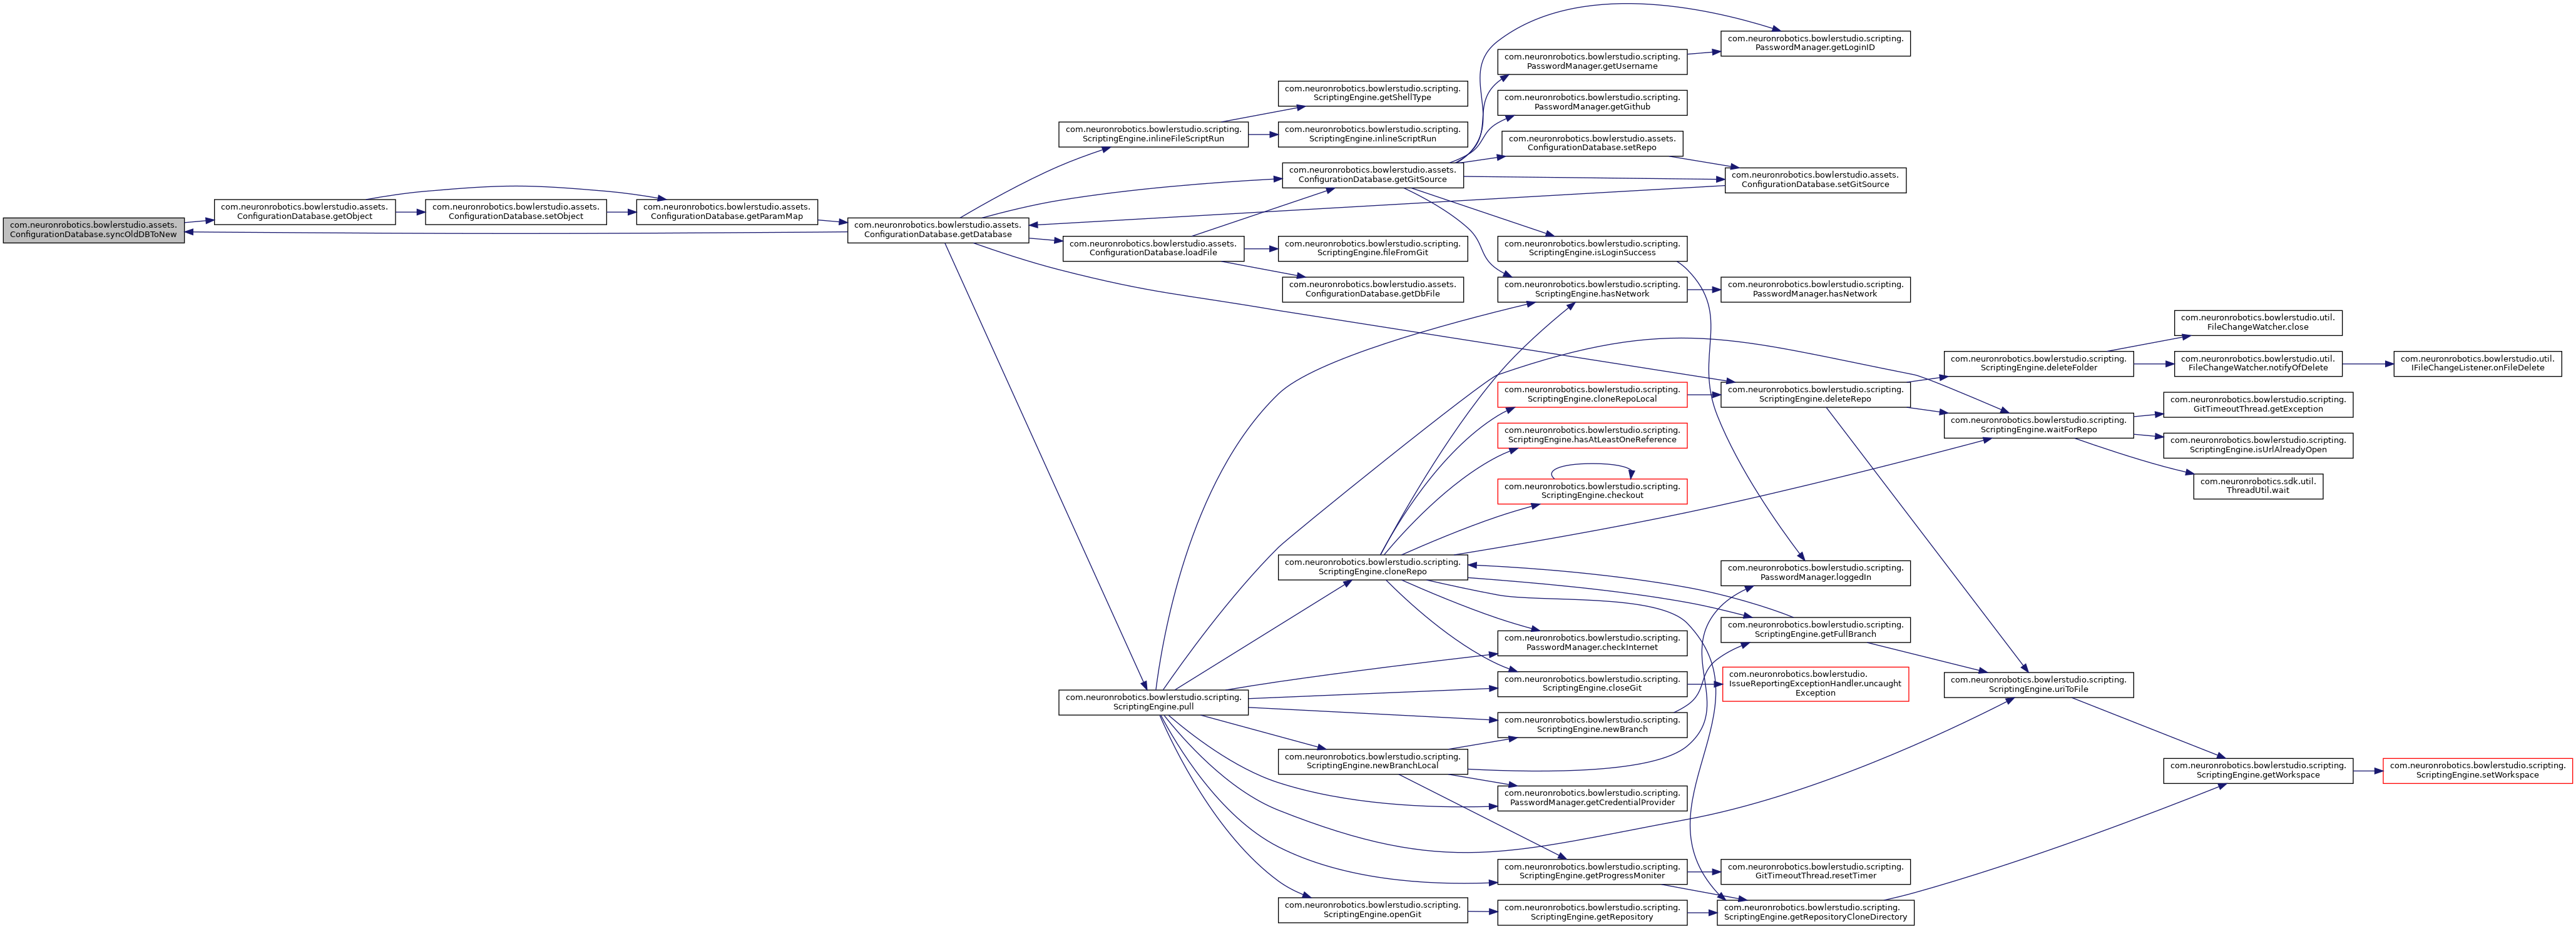 com.neuronrobotics.bowlerstudio.assets.
ConfigurationDatabase.syncOldDBToNew
com.neuronrobotics.bowlerstudio.assets.
ConfigurationDatabase.getObject
com.neuronrobotics.bowlerstudio.assets.
ConfigurationDatabase.setObject
com.neuronrobotics.bowlerstudio.assets.
ConfigurationDatabase.getParamMap
com.neuronrobotics.bowlerstudio.assets.
ConfigurationDatabase.getDatabase
com.neuronrobotics.bowlerstudio.scripting.
ScriptingEngine.inlineFileScriptRun
com.neuronrobotics.bowlerstudio.assets.
ConfigurationDatabase.loadFile
com.neuronrobotics.bowlerstudio.scripting.
ScriptingEngine.pull
com.neuronrobotics.bowlerstudio.scripting.
ScriptingEngine.getShellType
com.neuronrobotics.bowlerstudio.scripting.
ScriptingEngine.inlineScriptRun
com.neuronrobotics.bowlerstudio.assets.
ConfigurationDatabase.getGitSource
com.neuronrobotics.bowlerstudio.scripting.
ScriptingEngine.fileFromGit
com.neuronrobotics.bowlerstudio.assets.
ConfigurationDatabase.getDbFile
com.neuronrobotics.bowlerstudio.scripting.
ScriptingEngine.cloneRepo
com.neuronrobotics.bowlerstudio.scripting.
ScriptingEngine.newBranchLocal
com.neuronrobotics.bowlerstudio.scripting.
ScriptingEngine.openGit
com.neuronrobotics.bowlerstudio.scripting.
PasswordManager.getUsername
com.neuronrobotics.bowlerstudio.scripting.
PasswordManager.getGithub
com.neuronrobotics.bowlerstudio.assets.
ConfigurationDatabase.setRepo
com.neuronrobotics.bowlerstudio.scripting.
ScriptingEngine.isLoginSuccess
com.neuronrobotics.bowlerstudio.scripting.
ScriptingEngine.hasNetwork
com.neuronrobotics.bowlerstudio.scripting.
ScriptingEngine.cloneRepoLocal
com.neuronrobotics.bowlerstudio.scripting.
ScriptingEngine.hasAtLeastOneReference
com.neuronrobotics.bowlerstudio.scripting.
ScriptingEngine.checkout
com.neuronrobotics.bowlerstudio.scripting.
PasswordManager.checkInternet
com.neuronrobotics.bowlerstudio.scripting.
ScriptingEngine.closeGit
com.neuronrobotics.bowlerstudio.scripting.
ScriptingEngine.newBranch
com.neuronrobotics.bowlerstudio.scripting.
PasswordManager.getCredentialProvider
com.neuronrobotics.bowlerstudio.scripting.
ScriptingEngine.getProgressMoniter
com.neuronrobotics.bowlerstudio.scripting.
ScriptingEngine.getRepository
com.neuronrobotics.bowlerstudio.scripting.
PasswordManager.getLoginID
com.neuronrobotics.bowlerstudio.assets.
ConfigurationDatabase.setGitSource
com.neuronrobotics.bowlerstudio.scripting.
PasswordManager.hasNetwork
com.neuronrobotics.bowlerstudio.scripting.
ScriptingEngine.deleteRepo
com.neuronrobotics.bowlerstudio.scripting.
PasswordManager.loggedIn
com.neuronrobotics.bowlerstudio.scripting.
ScriptingEngine.getFullBranch
com.neuronrobotics.bowlerstudio.
IssueReportingExceptionHandler.uncaught
Exception
com.neuronrobotics.bowlerstudio.scripting.
GitTimeoutThread.resetTimer
com.neuronrobotics.bowlerstudio.scripting.
ScriptingEngine.getRepositoryCloneDirectory
com.neuronrobotics.bowlerstudio.scripting.
ScriptingEngine.deleteFolder
com.neuronrobotics.bowlerstudio.scripting.
ScriptingEngine.waitForRepo
com.neuronrobotics.bowlerstudio.scripting.
ScriptingEngine.uriToFile
com.neuronrobotics.bowlerstudio.util.
FileChangeWatcher.close
com.neuronrobotics.bowlerstudio.util.
FileChangeWatcher.notifyOfDelete
com.neuronrobotics.bowlerstudio.scripting.
GitTimeoutThread.getException
com.neuronrobotics.bowlerstudio.scripting.
ScriptingEngine.isUrlAlreadyOpen
com.neuronrobotics.sdk.util.
ThreadUtil.wait
com.neuronrobotics.bowlerstudio.scripting.
ScriptingEngine.getWorkspace
com.neuronrobotics.bowlerstudio.util.
IFileChangeListener.onFileDelete
com.neuronrobotics.bowlerstudio.scripting.
ScriptingEngine.setWorkspace